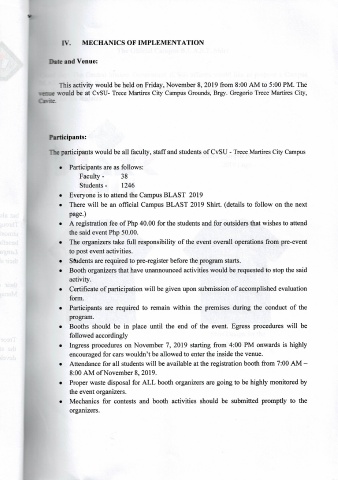 IV. MECHANICS OF IMPLEMENTATION
Date and Venue:
This activity would be held on Friday, November 8, 2019 from 8:00 AM to 5:00 PM. The
venue would be at CvSU- Trece Martires City Campus Grounds, Brgy. Gregorio Trece Martires City,
Cavite.
Participants:
The participants would be all faculty, staff and students of CvSU - Trece Martires City Campus
• Participants are as follows:
Faculty - 38
Students - 1246
• Everyone is to attend the Campus BLAST 2019
• There will be an official Campus BLAST 2019 Shirt. (details to follow on the next
page.)
• A registration fee of Php 40.00 for the students and for outsiders that wishes to attend
the said event Php 50.00.
• The organizers take full responsibility of the event overall operations from pre-event
to post event activities.
• Students are required to pre-register before the program starts.
• Booth organizers that have unannounced activities would be requested to stop the said
activity.
• Certificate of participation will be given upon submission of accomplished evaluation
form.
• Participants are required to remain within the premises during the conduct of the
program.
• Booths should be in place until the end of the event. Egress procedures will be
followed accordingly
• Ingress procedures on November 7, 2019 starting from 4:00 PM onwards is highly
encouraged for cars wouldn't be allowed to enter the inside the venue.
• Attendance for all students will be available at the registration booth from 7:00 AM –
8:00 AM of November 8, 2019.
• Proper waste disposal for ALL booth organizers are going to be highly monitored by
the event organizers.
• Mechanics for contests and booth activities should be submitted promptly to the
organizers.